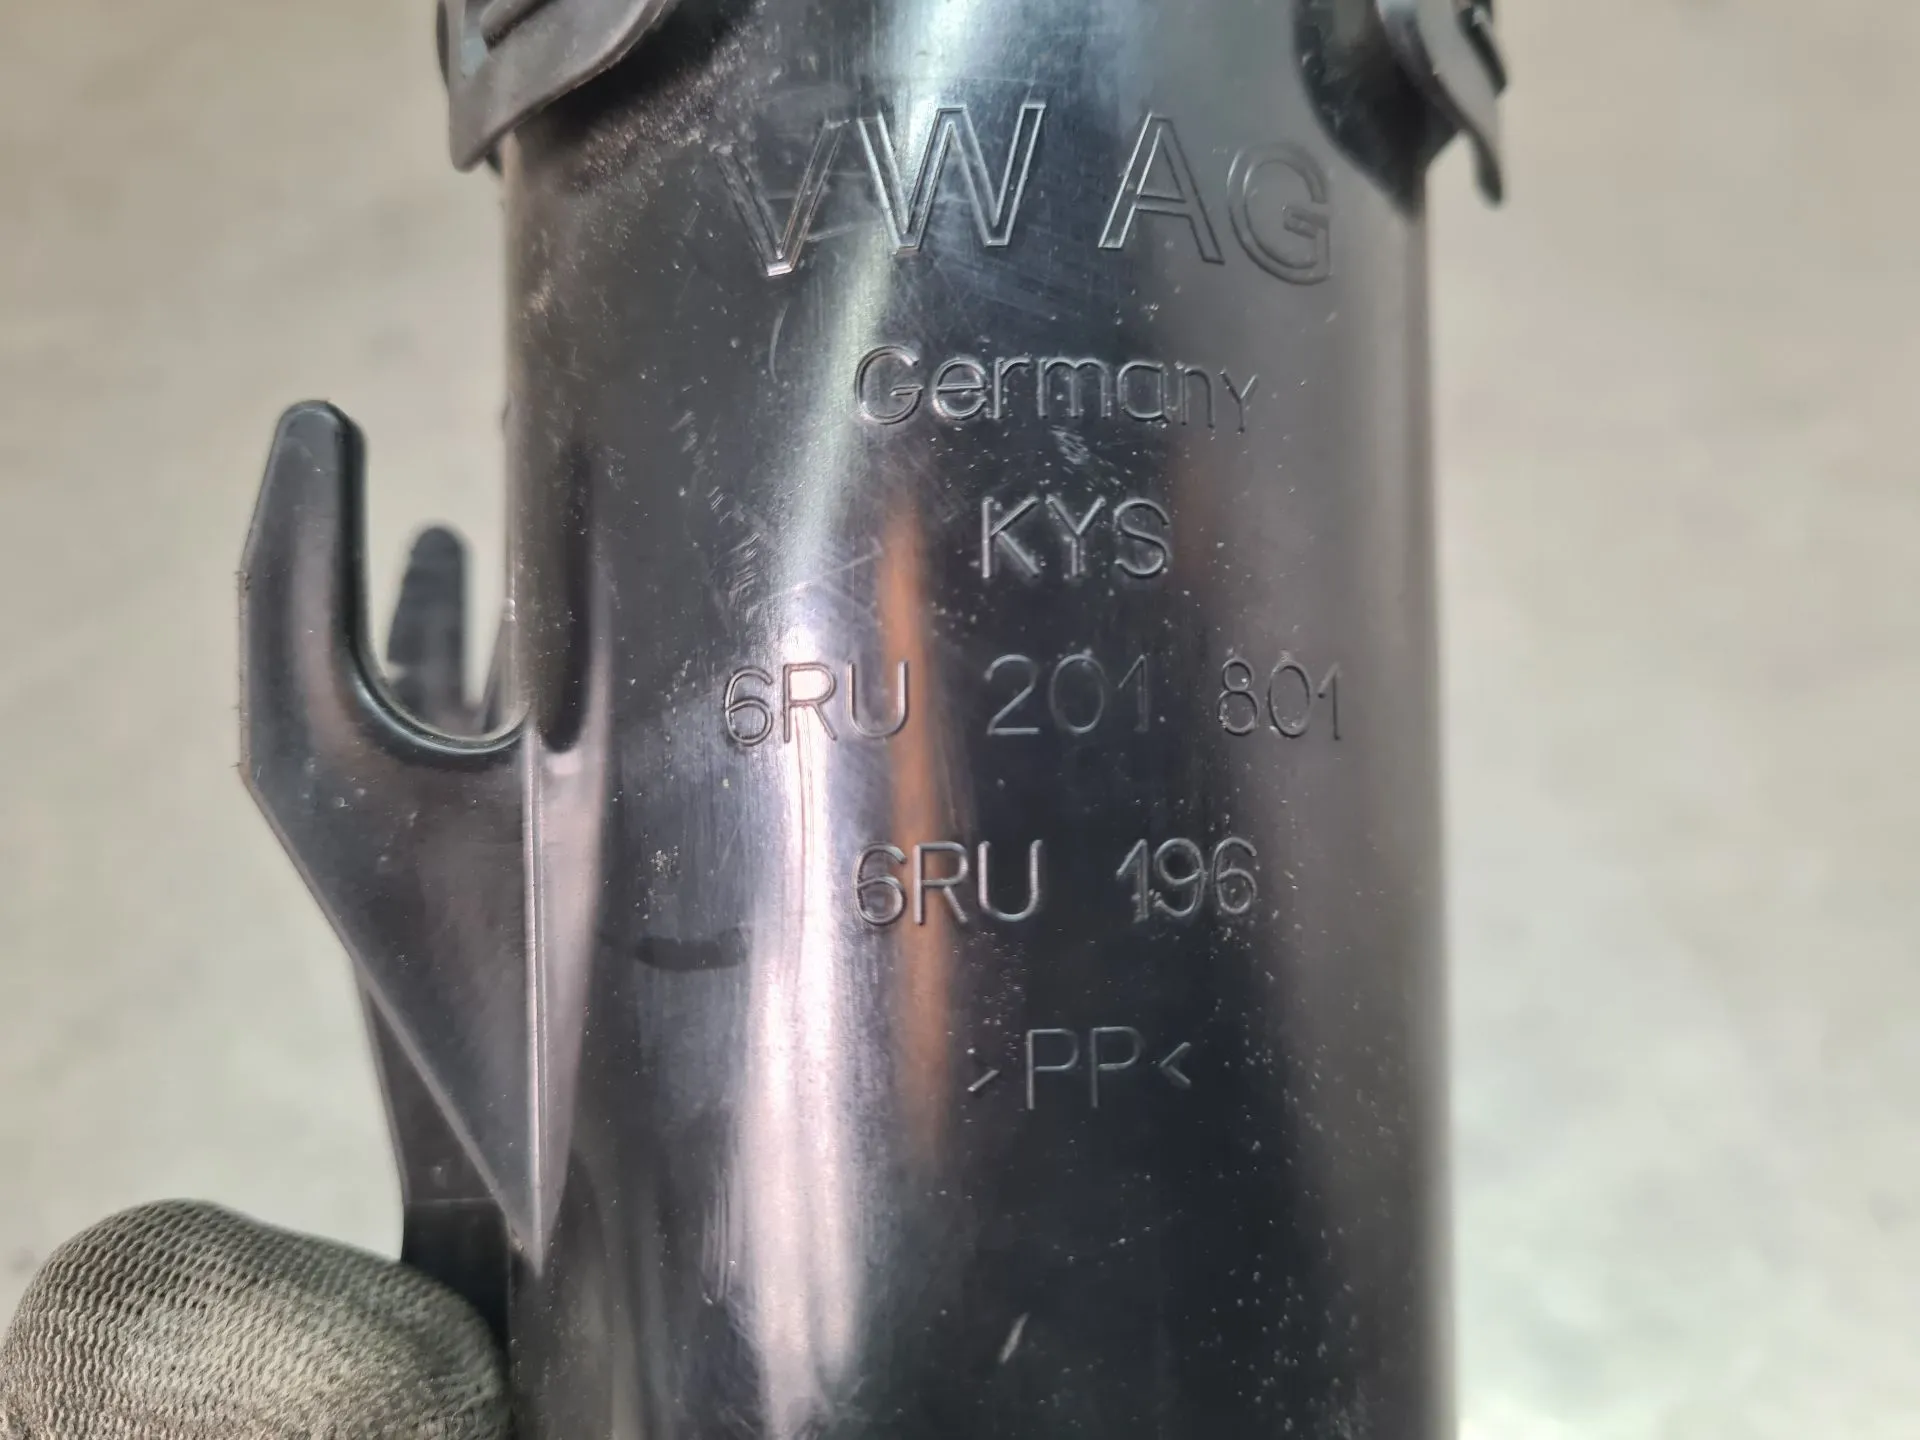 VW AG
Germany
KYS
6RU 201 801
6RU 196
>PP<